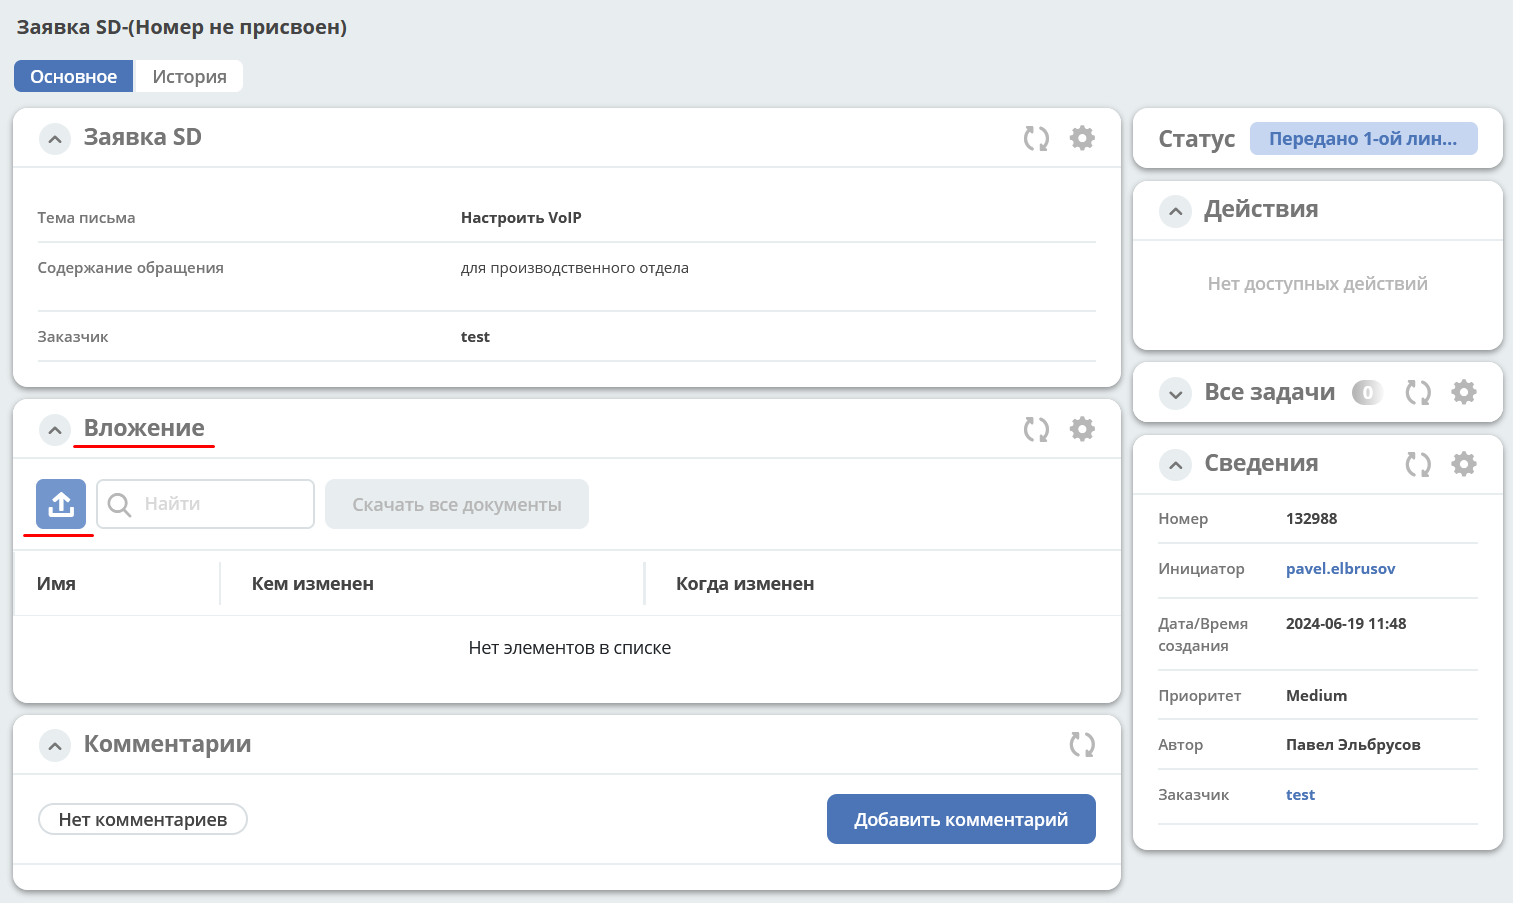 Заявка SD-(Номер не присвоен)
Основное История
Заявка SD
Тема письма Настроить VoIP
Содержание обращения для производственного отдела
Заказчик test
Вложение
Найти Скачать все документы
Имя Кем изменен Когда изменен
Нет элементов в списке
Комментарии
Нет комментариев Добавить комментарий
Статус Передано 1-ой лин...
Действия
Нет доступных действий
Все задачи 0
Сведения
Номер 132988
Инициатор pavel.elbrusov
Дата/Время 2024-06-19 11:48
создания
Приоритет Medium
Автор Павел Эльбрусов
Заказчик test